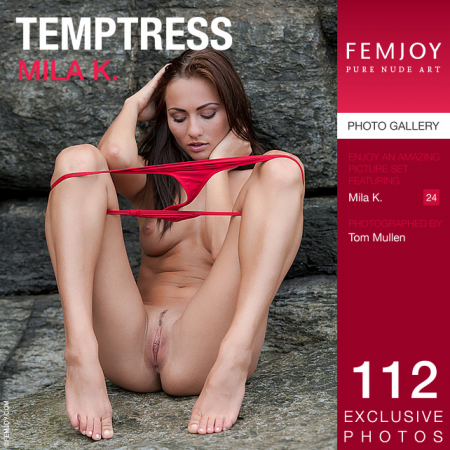 TEMPTRESS
MILA K.
FEMJOY
PURE NUDE ART
PHOTO GALLERY
ENJOY AN AMAZING
PICTURE SET
FEATURING
Mila K. 24
PHOTOGRAPHED BY
Tom Mullen
112
EXCLUSIVE
PHOTOS
©FEMJOY.COM